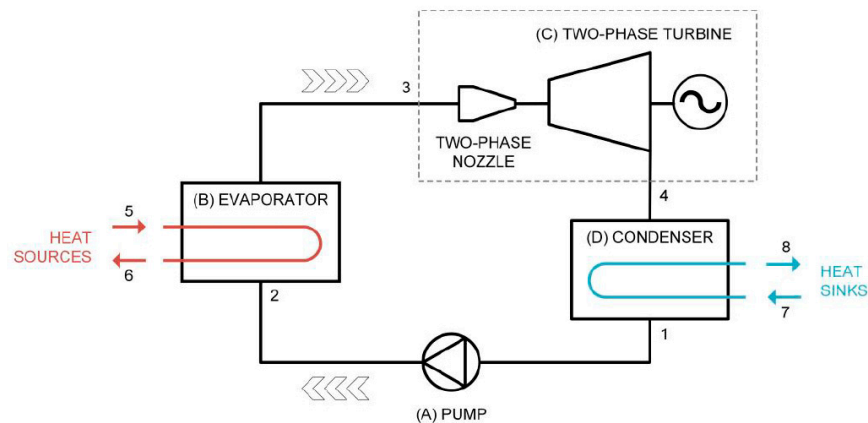 (C) TWO-PHASE TURBINE
3
TWO-PHASE
NOZZLE
4
(B) EVAPORATOR
5
HEAT
SOURCES
6
2
(D) CONDENSER
8
HEAT
SINKS
7
1
(A) PUMP